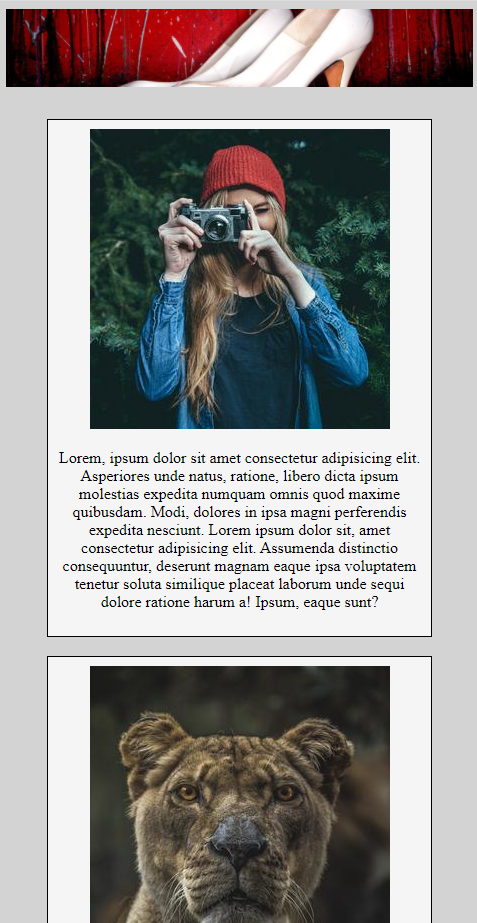 Lorem, ipsum dolor sit amet consectetur adipisicing elit.
Asperiores unde natus, ratione, libero dicta ipsum
molestias expedita numquam omnis quod maxime
quibusdam. Modi, dolores in ipsa magni perferendis
expedita nesciunt. Lorem ipsum dolor sit, amet
consectetur adipisicing elit. Assumenda distinctio
consequuntur, deserunt magnam eaque ipsa voluptatem
tenetur soluta similique placeat laborum unde sequi
dolore ratione harum a! Ipsum, eaque sunt?